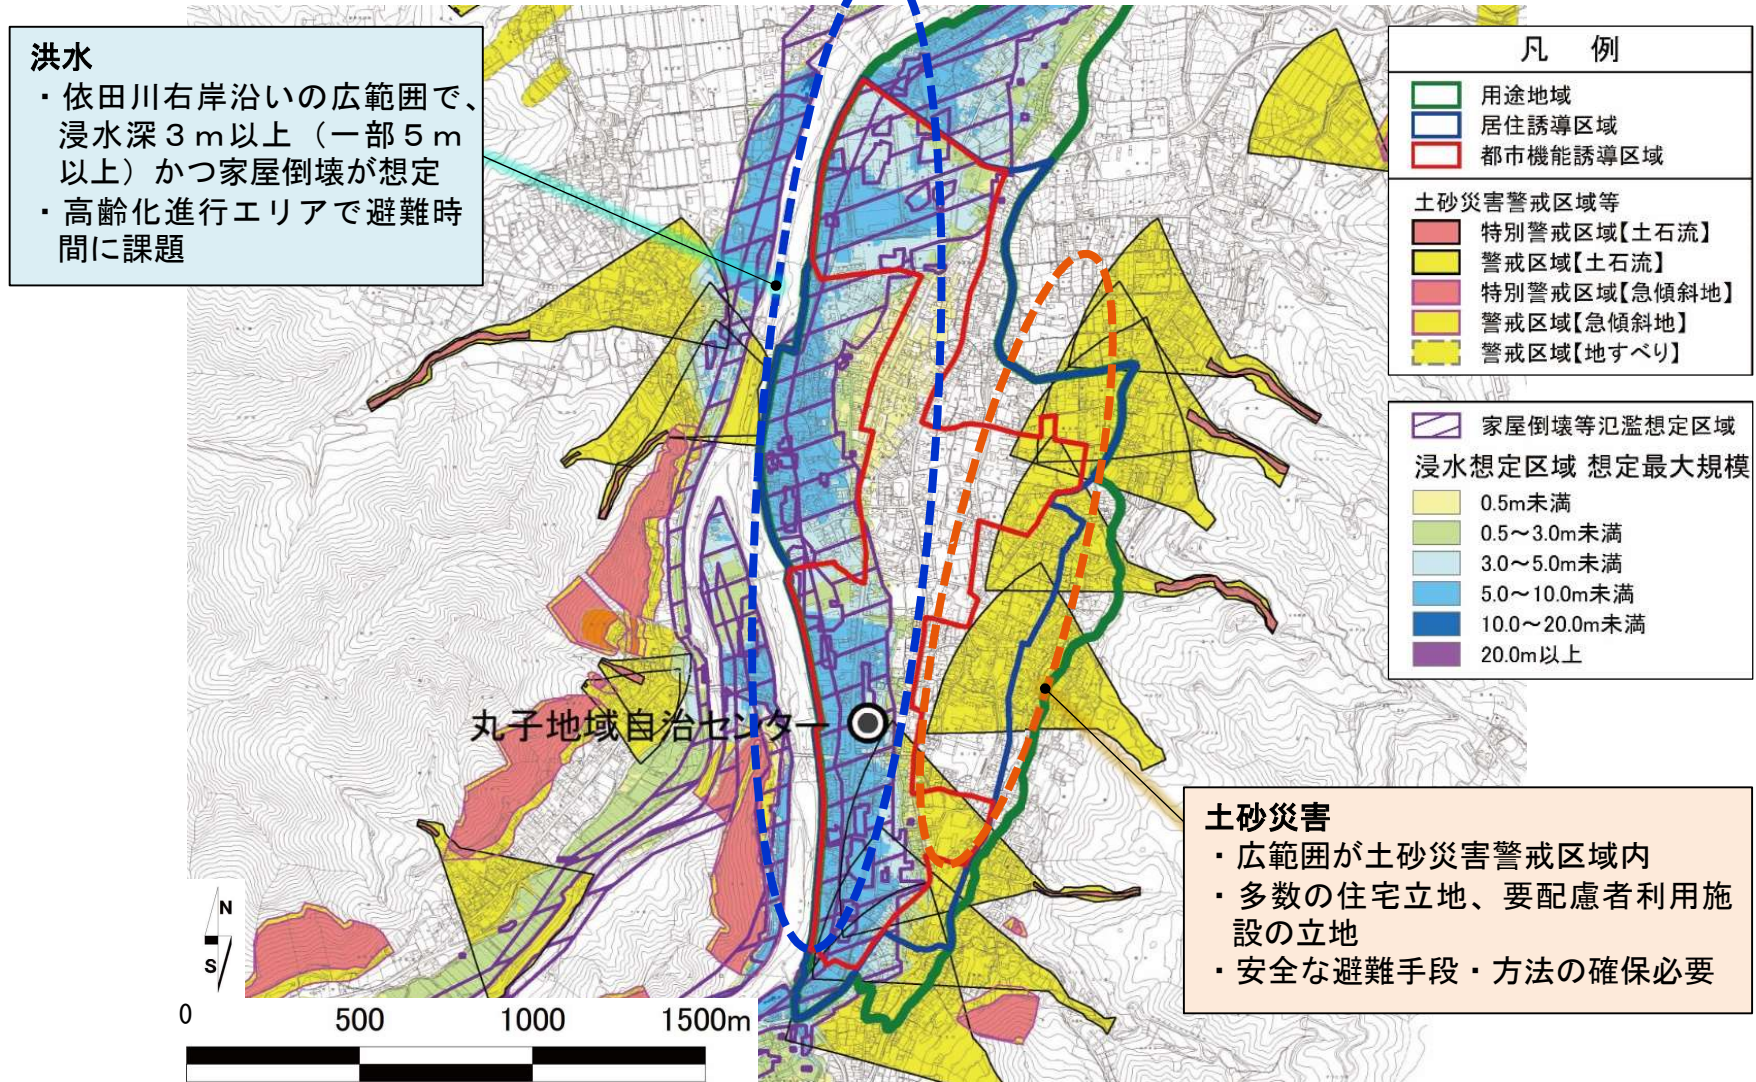 洪水
・依田川右岸沿いの広範囲で、
浸水深３ｍ以上（一部５ｍ
以上）かつ家屋倒壊が想定
・高齢化進行エリアで避難時
間に課題
凡　例
用途地域
居住誘導区域
都市機能誘導区域
土砂災害警戒区域等
特別警戒区域【土石流】
警戒区域【土石流】
特別警戒区域【急傾斜地】
警戒区域【急傾斜地】
警戒区域【地すべり】
家屋倒壊等氾濫想定区域
浸水想定区域 想定最大規模
0.5m未満
0.5～3.0m未満
3.0～5.0m未満
5.0～10.0m未満
10.0～20.0m未満
20.0m以上
丸子地域自治センター
土砂災害
・広範囲が土砂災害警戒区域内
・多数の住宅立地、要配慮者利用施
設の立地
・安全な避難手段・方法の確保必要
N
S
0 500 1000 1500m